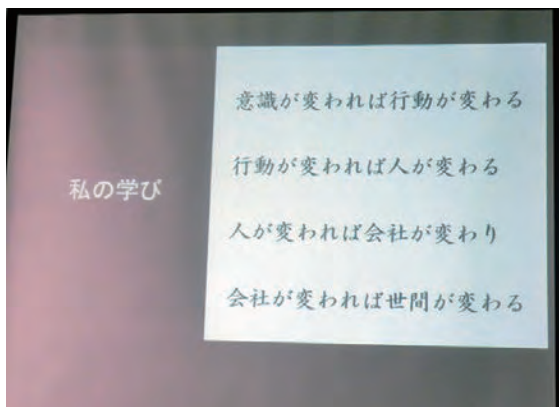 私の学び
意識が変われば行動が変わる
行動が変われば人が変わる
人が変われば会社が変わり
会社が変われば世間が変わる